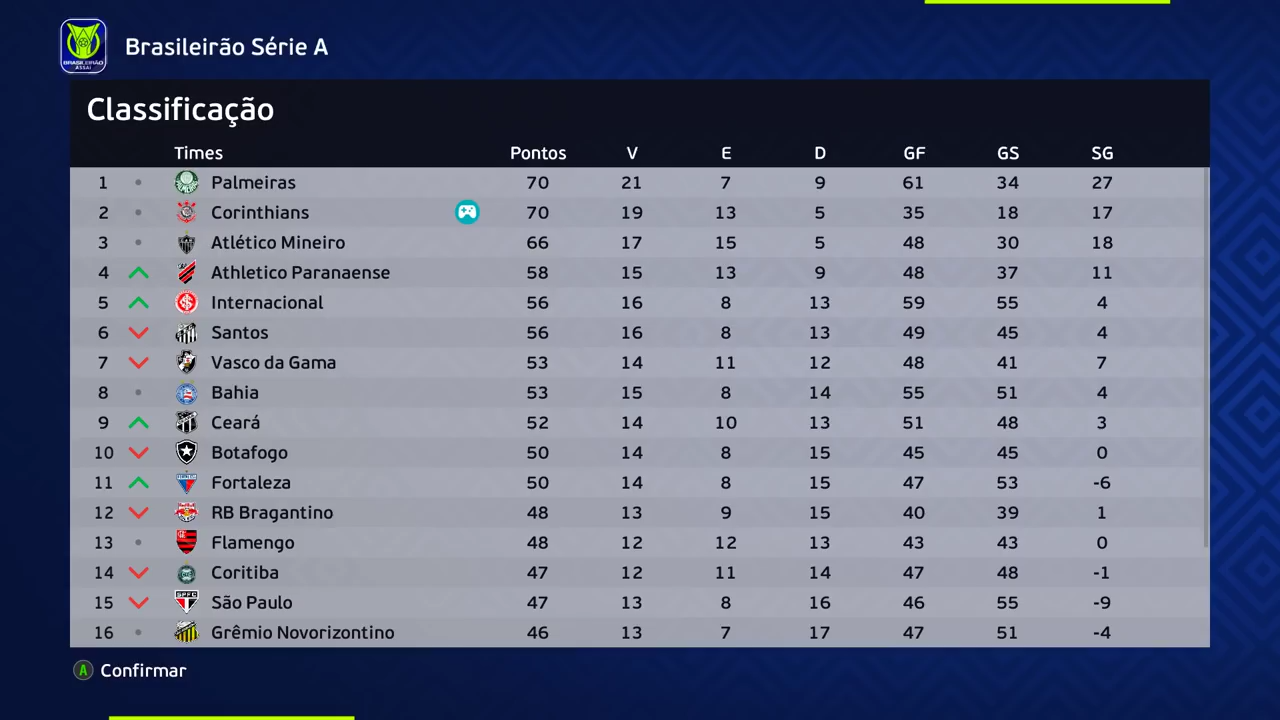 BRASILEIRÃO
ASSAÍ
Brasileirão Série A
Classificação
Times Pontos V E D GF GS SG
1 Palmeiras 70 21 7 9 61 34 27
2 Corinthians 70 19 13 5 35 18 17
3 Atlético Mineiro 66 17 15 5 48 30 18
4 Athletico Paranaense 58 15 13 9 48 37 11
5 Internacional 56 16 8 13 59 55 4
6 Santos 56 16 8 13 49 45 4
7 Vasco da Gama 53 14 11 12 48 41 7
8 Bahia 53 15 8 14 55 51 4
9 Ceará 52 14 10 13 51 48 3
10 Botafogo 50 14 8 15 45 45 0
11 Fortaleza 50 14 8 15 47 53 -6
12 RB Bragantino 48 13 9 15 40 39 1
13 Flamengo 48 12 12 13 43 43 0
14 Coritiba 47 12 11 14 47 48 -1
15 SPFC São Paulo 47 13 8 16 46 55 -9
16 Grêmio Novorizontino 46 13 7 17 47 51 -4
A Confirmar